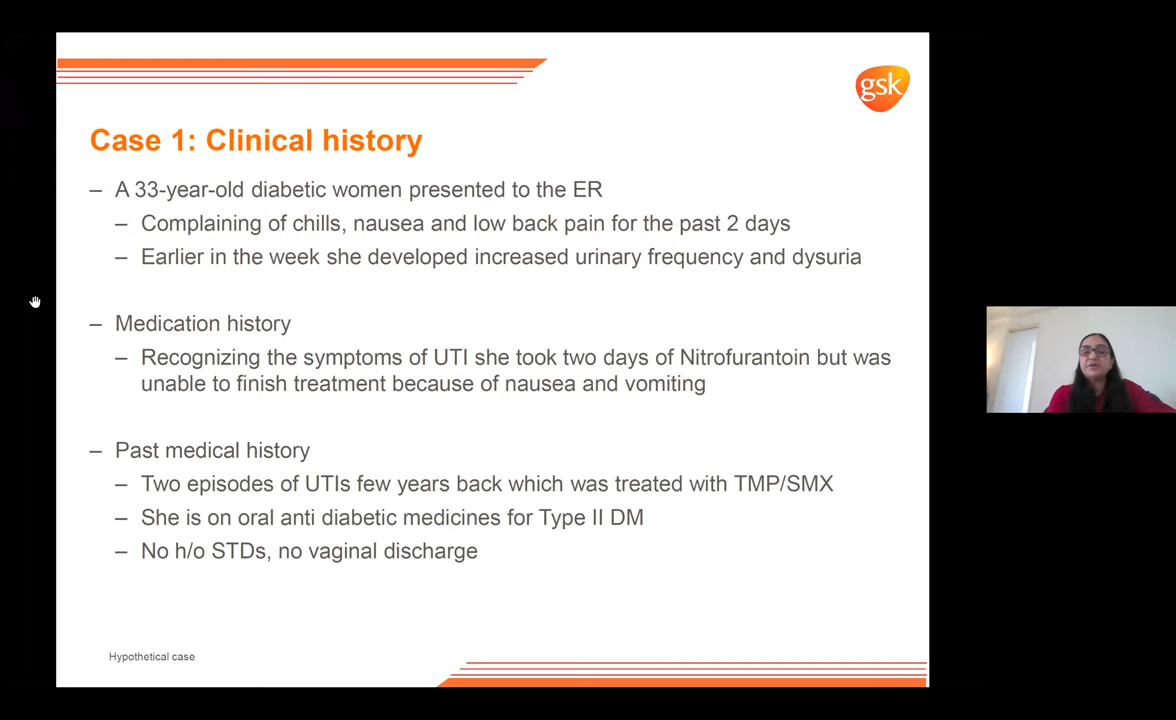 gsk
Case 1: Clinical history
– A 33-year-old diabetic women presented to the ER
– Complaining of chills, nausea and low back pain for the past 2 days
– Earlier in the week she developed increased urinary frequency and dysuria
– Medication history
– Recognizing the symptoms of UTI she took two days of Nitrofurantoin but was
unable to finish treatment because of nausea and vomiting
– Past medical history
– Two episodes of UTIs few years back which was treated with TMP/SMX
– She is on oral anti diabetic medicines for Type II DM
– No h/o STDs, no vaginal discharge
Hypothetical case